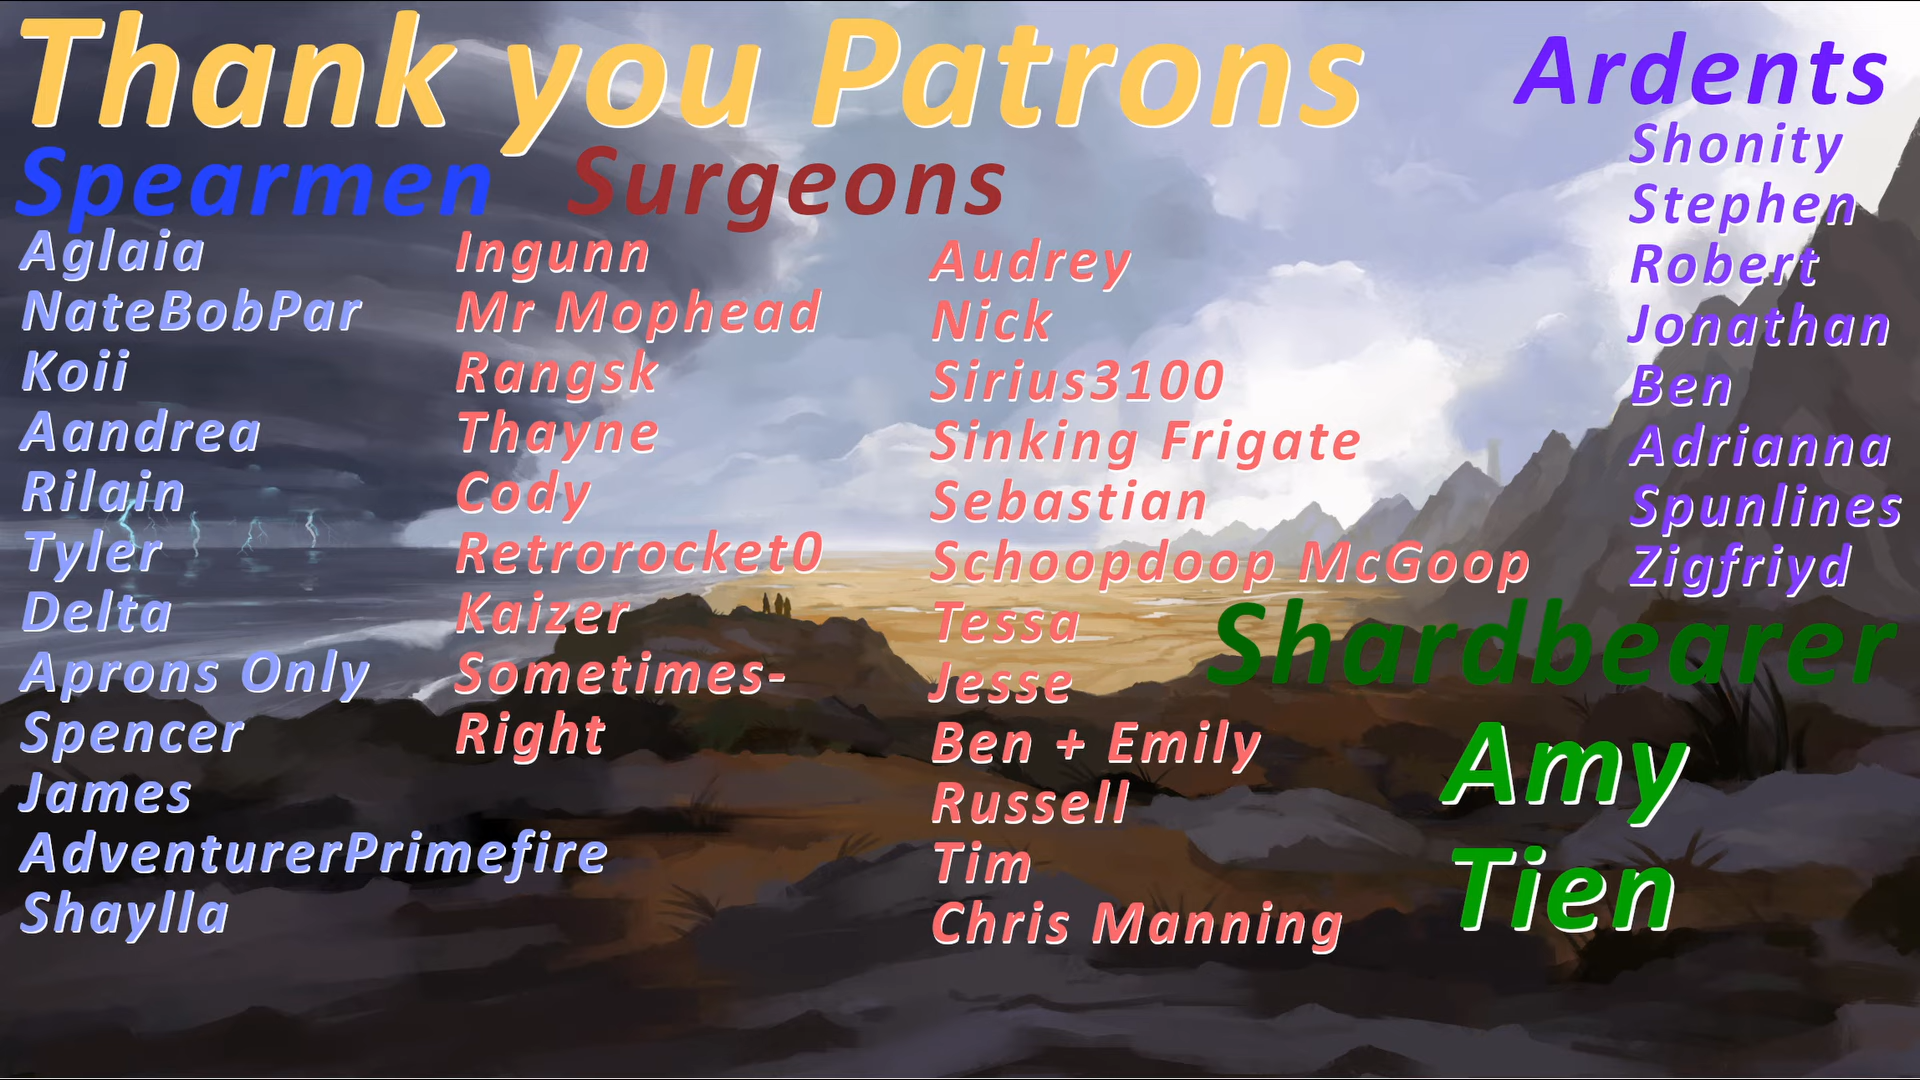 Thank you Patrons
Spearmen
Aglaia
NateBobPar
Koii
Aandrea
Rilain
Tyler
Delta
Aprons Only
Spencer
James
AdventurerPrimefire
Shaylla
Surgeons
Ingunn
Mr Mophead
Rangsk
Thayne
Cody
Retrorocket0
Kaizer
Sometimes-
Right
Audrey
Nick
Sirius3100
Sinking Frigate
Sebastian
Schoopdoop McGoop
Tessa
Jesse
Ben + Emily
Russell
Tim
Chris Manning
Ardents
Shonity
Stephen
Robert
Jonathan
Ben
Adrianna
Spunlines
Zigfriyd
Shardbearer
Amy
Tien